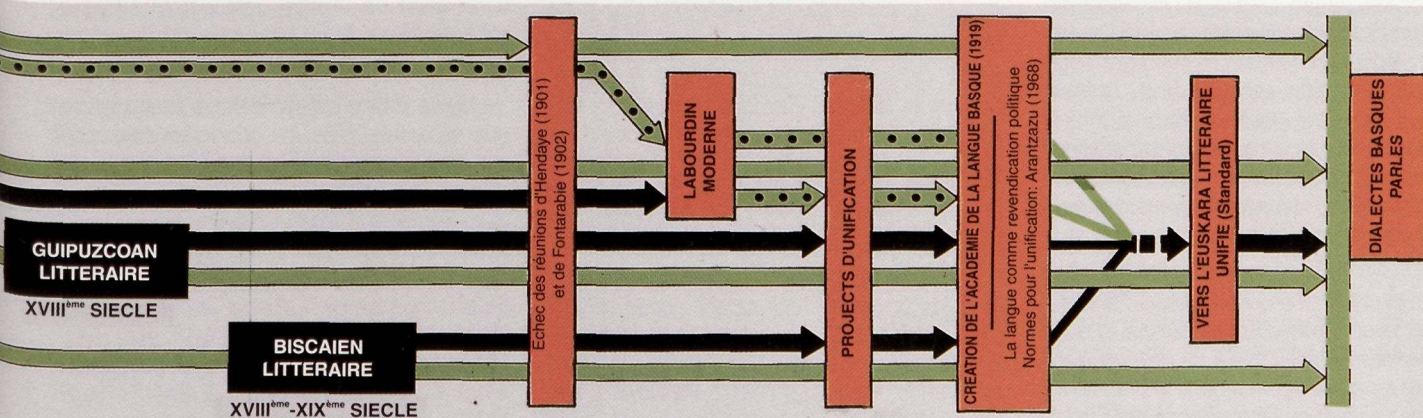 GUIPUZCOAN
LITTERAIRE
XVIIIème SIECLE
BISCAIEN
LITTERAIRE
XVIIIème-XIXème SIECLE
Echec des réunions d'Hendaye (1901)
et de Fontarabie (1902)
LABOURDIN
MODERNE
PROJECTS D'UNIFICATION
CREATION DE L'ACADEMIE DE LA LANGUE BASQUE (1919)
La langue comme revendication politique
Normes pour l'unification: Arantzazu (1968)
VERS L'EUSKARA LITTERAIRE
UNIFIE (Standard)
DIALECTES BASQUES
PARLES